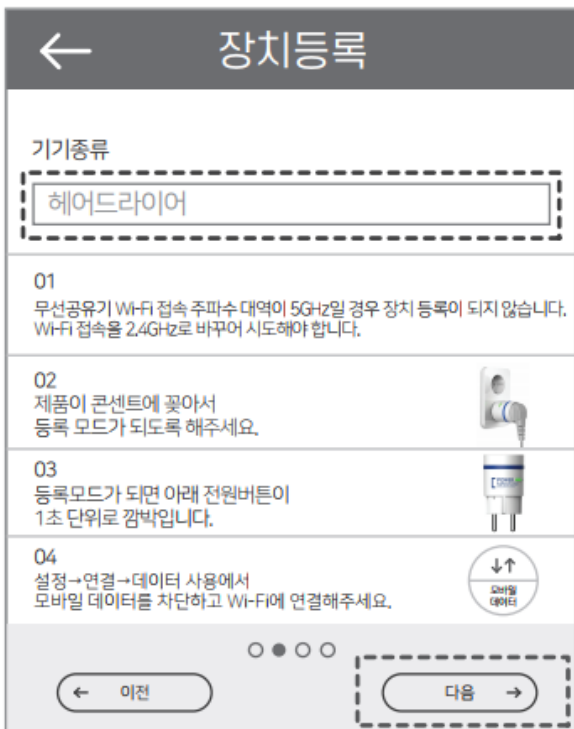 ← 장치등록
기기종류
헤어드라이어
01
무선공유기 Wi-Fi 접속 주파수 대역이 5GHz일 경우 장치 등록이 되지 않습니다.
Wi-Fi 접속을 2.4GHz로 바꾸어 시도해야 합니다.
02
제품이 콘센트에 꽂아서
등록 모드가 되도록 해주세요.
03
등록모드가 되면 아래 전원버튼이
1초 단위로 깜박입니다.
04
설정→연결→데이터 사용에서
모바일 데이터를 차단하고 Wi-Fi에 연결해주세요.
↓↑
모바일
데이터
← 이전
다음 →